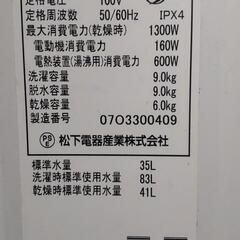 定格電圧 100V
定格周波数 50/60Hz IPX4
最大消費電力(乾燥時) 1300W
電動機消費電力 160W
電熱装置(湯沸用)消費電力 600W
洗濯容量 9.0kg
脱水容量 9.0kg
乾燥容量 6.0kg
製造番号 07O3300409
PSE 松下電器産業株式会社
標準水量 35L
洗濯時標準使用水量 83L
乾燥時標準使用水量 41L